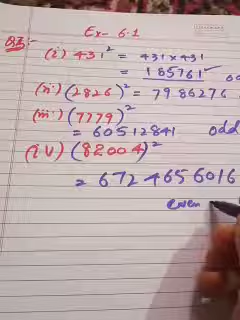 Ex- 6.1
Q3:-
(i) 431² = 431 x 431
= 185761 od
(ii) (2826)² = 7986276
(iii) (7779)² = 60512841 odd
(iv) (82004)²
= 6724656016
even